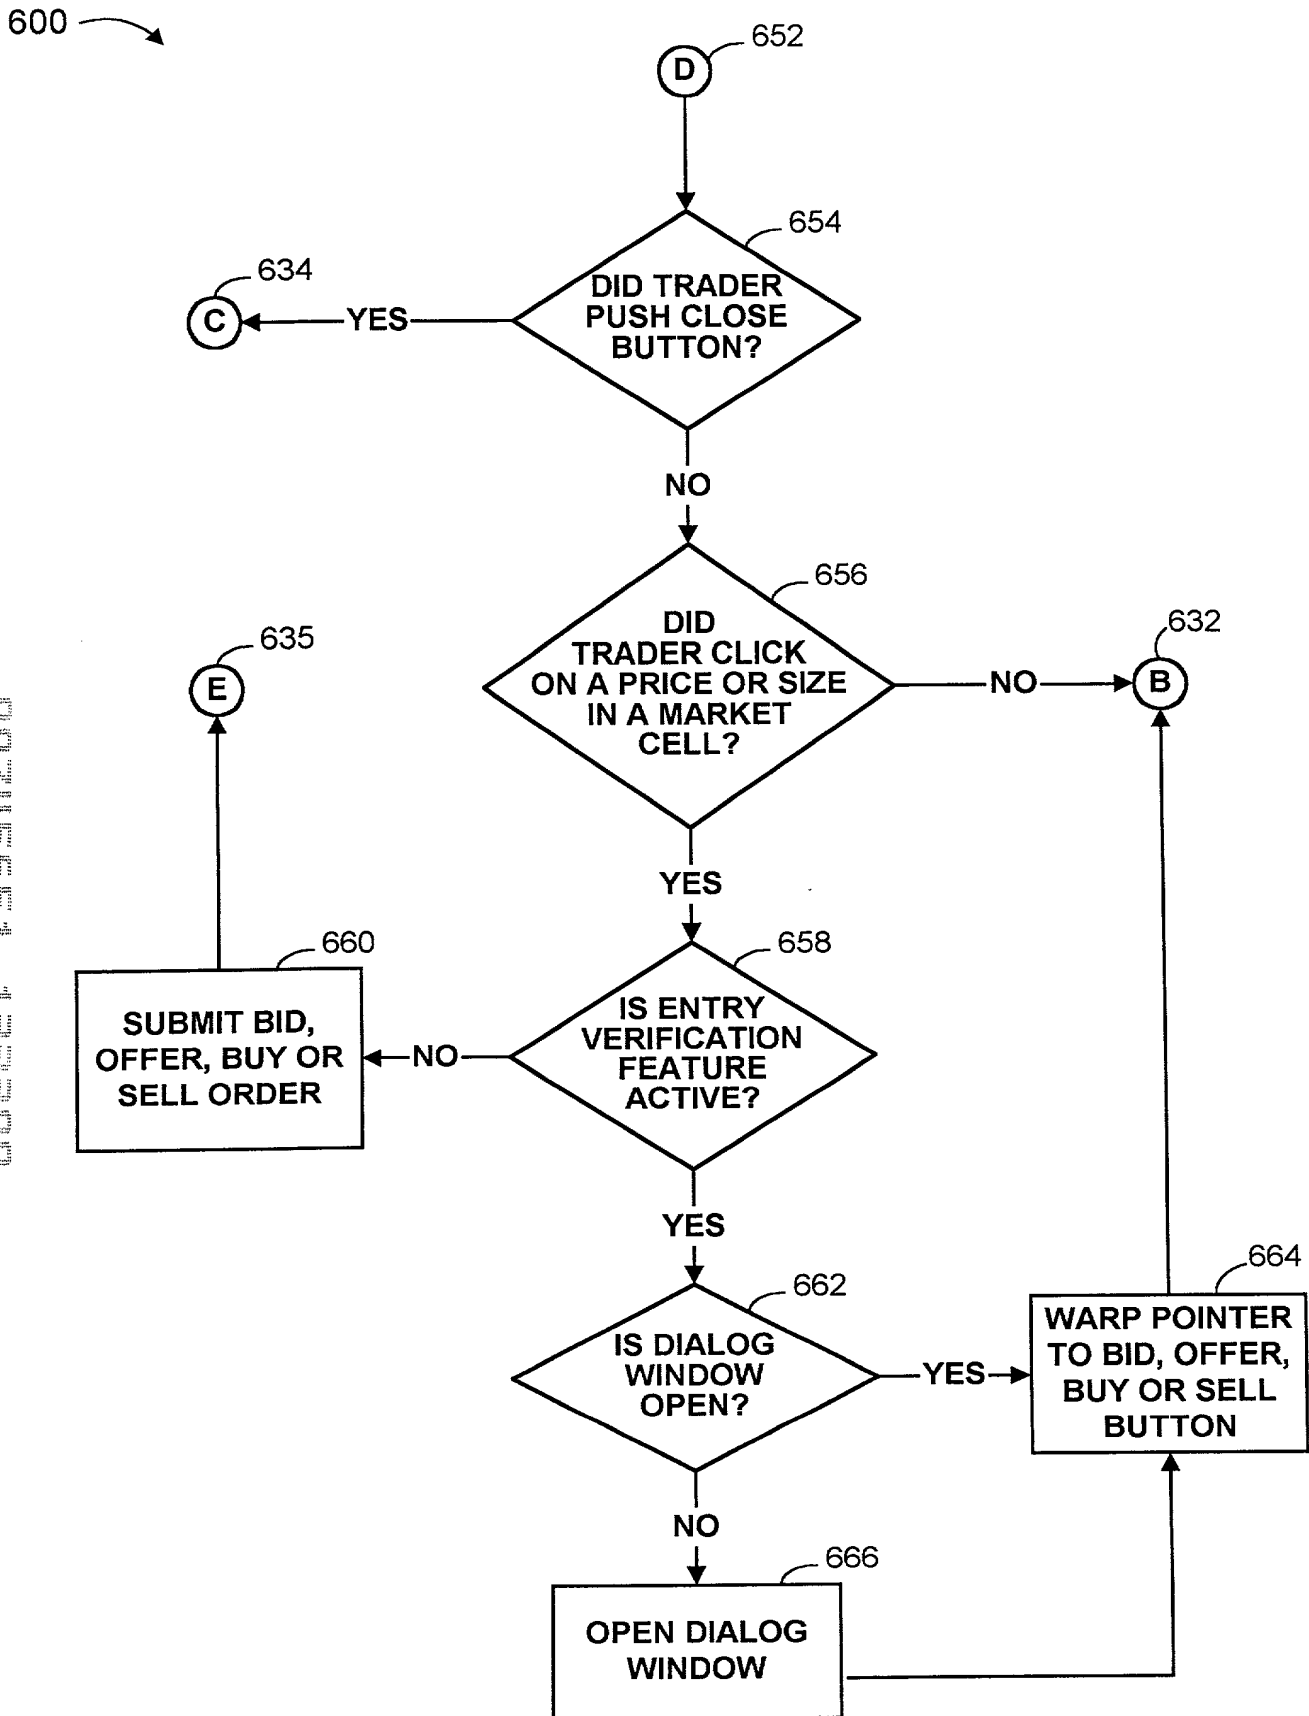 600
652
D
654
DID TRADER
PUSH CLOSE
BUTTON?
634
C
YES
NO
656
DID
TRADER CLICK
ON A PRICE OR SIZE
IN A MARKET
CELL?
635
E
NO
632
B
YES
658
IS ENTRY
VERIFICATION
FEATURE
ACTIVE?
660
SUBMIT BID,
OFFER, BUY OR
SELL ORDER
NO
YES
662
IS DIALOG
WINDOW
OPEN?
YES
664
WARP POINTER
TO BID, OFFER,
BUY OR SELL
BUTTON
NO
666
OPEN DIALOG
WINDOW